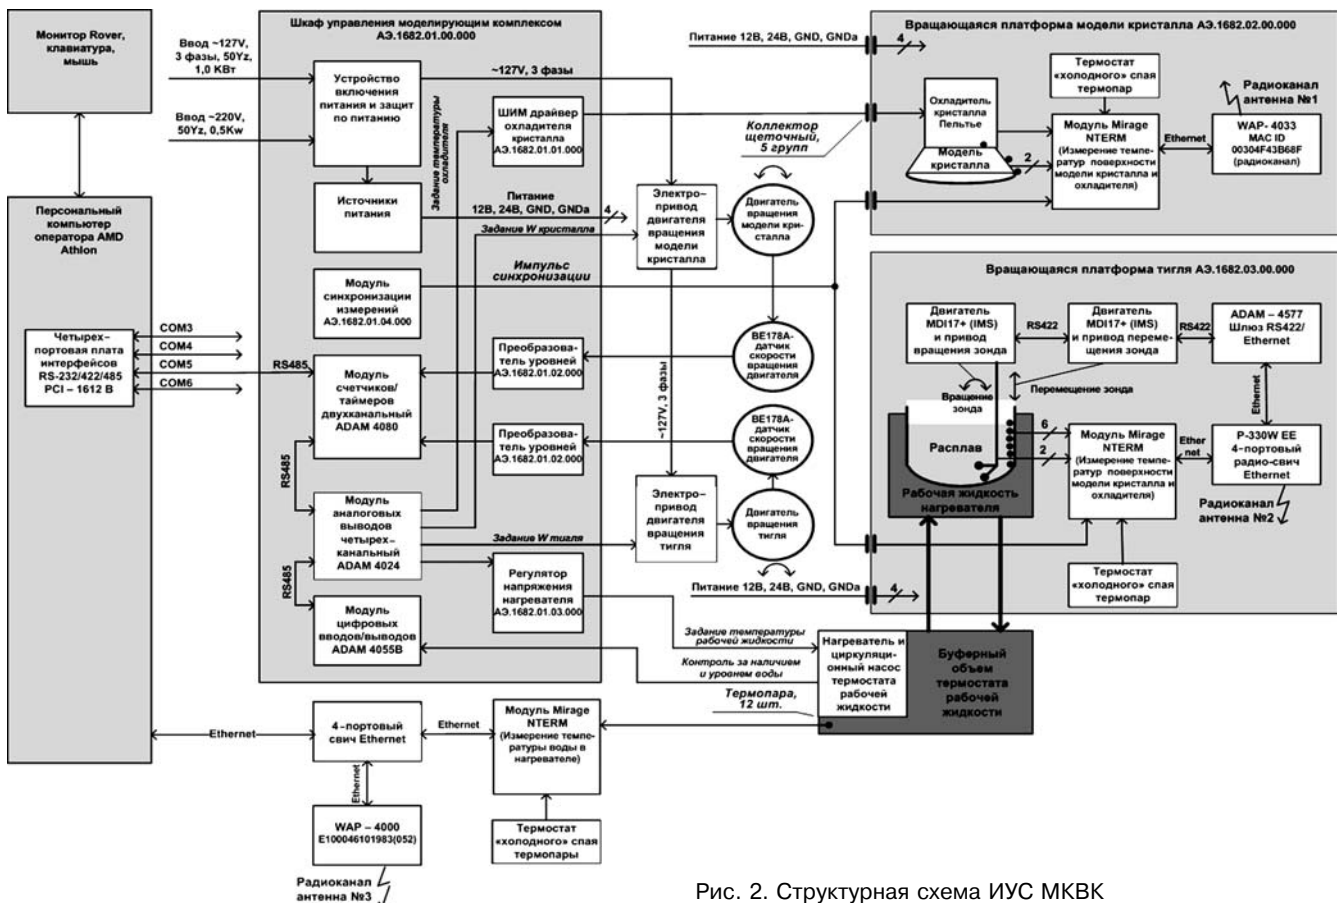 Монитор Rover,
клавиатура,
мышь
Персональный
компьютер
оператора AMD
Athlon
Четырех-
портовая плата
интерфейсов
RS-232/422/485
PCI – 1612 B
COM3
COM4
COM5
COM6
Ввод ~127V,
3 фазы, 50Yz,
1,0 КВт
Ввод ~220V,
50Yz, 0,5Kw
Шкаф управления моделирующим комплексом
АЭ.1682.01.00.000
Устройство
включения
питания и защит
по питанию
Источники
питания
Модуль
синхронизации
измерений
АЭ.1682.01.04.000
RS485
Модуль
счетчиков/
таймеров
двухканальный
ADAM 4080
RS485
Модуль
аналоговых
выводов
четырех-
канальный
ADAM 4024
RS485
Модуль
цифровых
вводов/выводов
ADAM 4055B
~127V, 3 фазы
Задание температуры
охладителя
ШИМ драйвер
охладителя
кристалла
АЭ.1682.01.01.000
Питание
12В, 24В, GND, GNDa
4
Задание W кристалла
Импульс
синхронизации
Преобразова-
тель уровней
АЭ.1682.01.02.000
Преобразова-
тель уровней
АЭ.1682.01.02.000
Задание W тигля
Регулятор
напряжения
нагревателя
АЭ.1682.01.03.000
Электро-
привод
двигателя
вращения
модели
кристалла
~127V, 3 фазы
Электро-
привод
двигателя
вращения
тигля
Коллектор
щеточный,
5 групп
Двигатель
вращения
модели кри-
сталла
ВЕ178А-
датчик
скорости
вращения
двигателя
ВЕ178А-
датчик
скорости
вращения
двигателя
Двигатель
вращения
тигля
Питание 12В, 24В, GND, GNDa
4
Вращающаяся платформа модели кристалла АЭ.1682.02.00.000
Охладитель
кристалла
Пельтье
Модель
кристалла
2
Термостат
«холодного» спая
термопар
Модуль Mirage
NTERM
(Измерение темпе-
ратур поверхности
модели кристалла и
охладителя)
Ethernet
Радиоканал
антенна №1
WAP- 4033
MAC ID
00304F43B68F
(радиоканал)
Вращающаяся платформа тигля АЭ.1682.03.00.000
Двигатель
MDI17+ (IMS)
и привод
вращения зонда
RS422
Двигатель
MDI17+ (IMS)
и привод переме-
щения зонда
RS422
ADAM – 4577
Шлюз RS422/
Ethernet
Вращение
зонда
Перемещение зонда
Ethernet
Расплав
6
2
Рабочая жидкость
нагревателя
Модуль Mirage
NTERM
(Измерение темпе-
ратур поверхности
модели кристалла и
охладителя)
Ether
net
P-330W EE
4-портовый
радио-свич
Ethernet
Радиоканал
антенна №2
Термостат
«холодного» спая
термопар
Питание 12В, 24В, GND, GNDa
4
Задание температуры
рабочей жидкости
Контроль за наличием
и уровнем воды
Нагреватель и
циркуляци-
онный насос
термостата
рабочей
жидкости
Буферный
объем
термостата
рабочей
жидкости
Термопара,
12 шт.
Ethernet
4-портовый
свич Ethernet
Ethernet
Модуль Mirage
NTERM
(Измерение темпе-
ратуры воды в
нагревателе)
Ethernet
WAP – 4000
E100046101983(052)
Термостат
«холодного» спая
термопары
Радиоканал
антенна №3
Рис. 2. Структурная схема ИУС МКВК